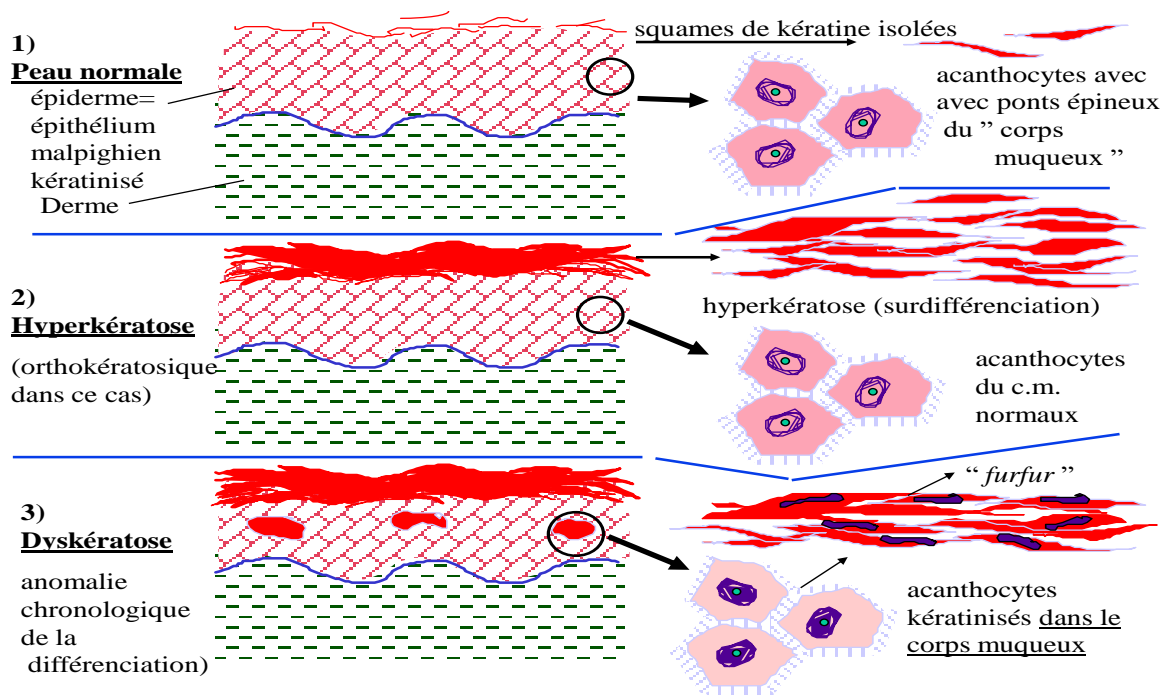 1)
Peau normale
épiderme=
épithélium
malpighien
kératinisé
Derme
squames de kératine isolées
acanthocytes avec
avec ponts épineux
du ” corps
muqueux ”
2)
Hyperkératose
(orthokératosique
dans ce cas)
hyperkératose (surdifférenciation)
acanthocytes
du c.m.
normaux
3)
Dyskératose
anomalie
chronologique
de la
différenciation)
“ furfur ”
acanthocytes
kératinisés dans le
corps muqueux